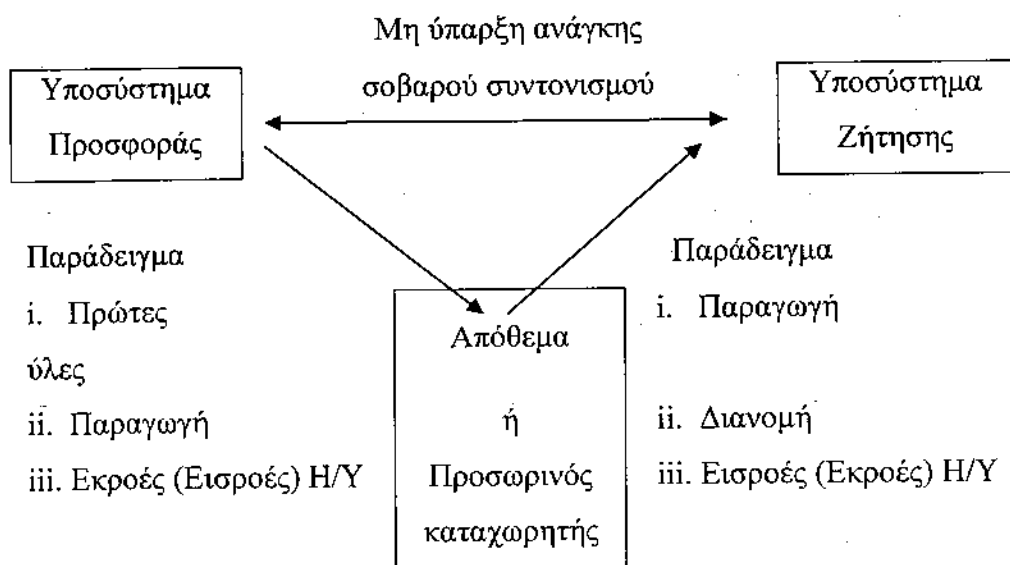 Μη ύπαρξη ανάγκης
σοβαρού συντονισμού
Υποσύστημα
Προσφοράς
Υποσύστημα
Ζήτησης
Παράδειγμα
i. Πρώτες
ύλες
ii. Παραγωγή
iii. Εκροές (Εισροές) Η/Υ
Απόθεμα
ή
Προσωρινός
καταχωρητής
Παράδειγμα
i. Παραγωγή
ii. Διανομή
iii. Εισροές (Εκροές) Η/Υ